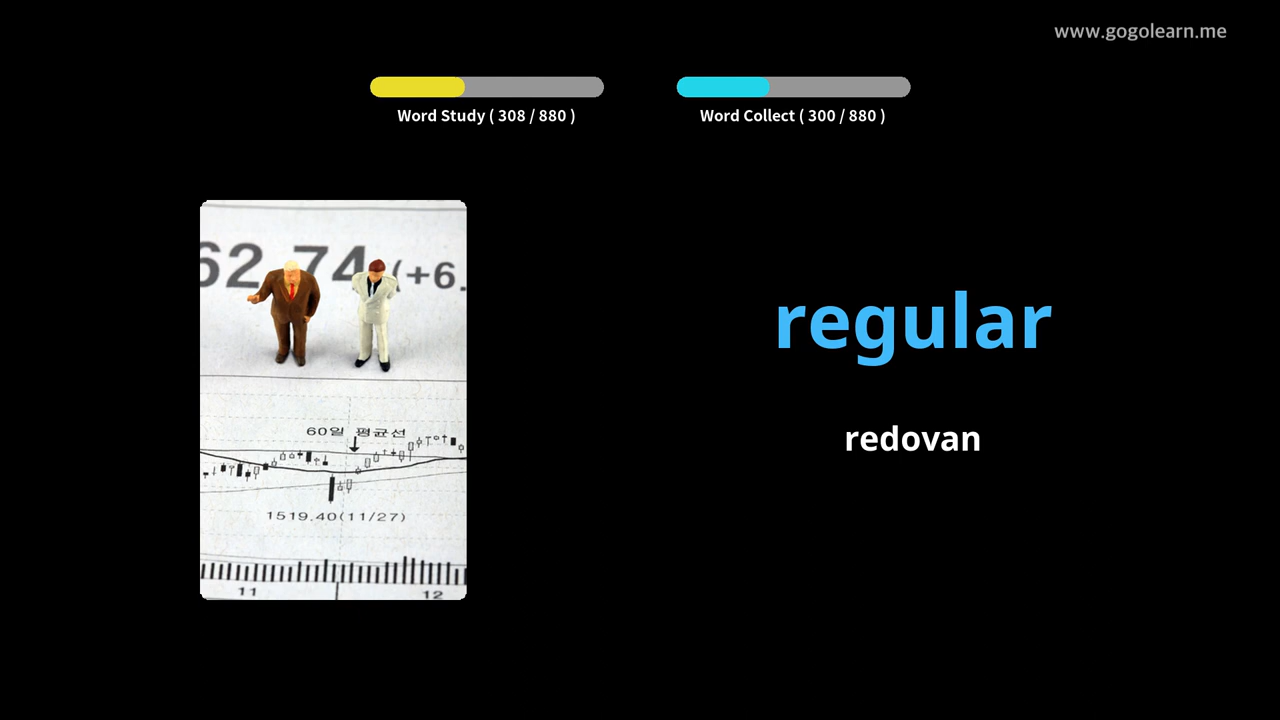 www.gogolearn.me
Word Study ( 308 / 880 )
Word Collect ( 300 / 880 )
62.74 (+6.
60일 평균선
1519.40(11/27)
11
12
regular
redovan